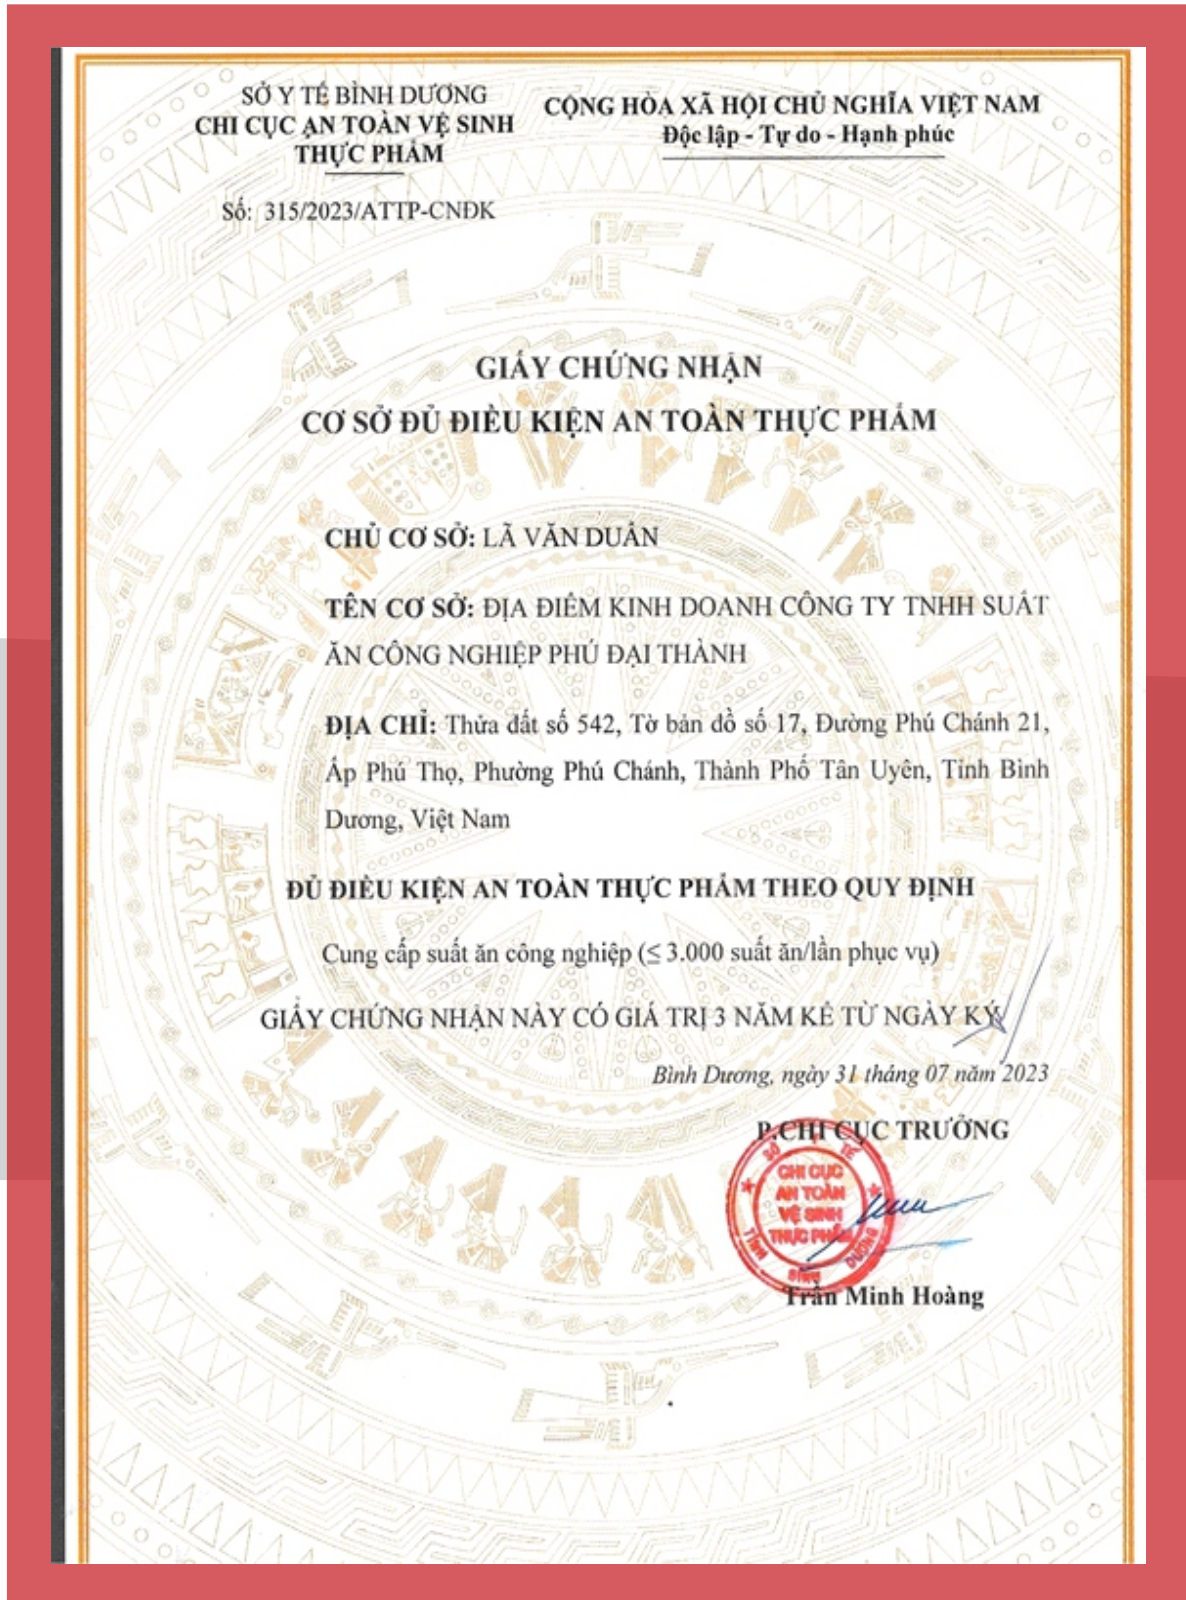 SỞ Y TẾ BÌNH DƯƠNG
CHI CỤC AN TOÀN VỆ SINH
THỰC PHẨM
Số: 315/2023/ATTP-CNĐK
CỘNG HÒA XÃ HỘI CHỦ NGHĨA VIỆT NAM
Độc lập - Tự do - Hạnh phúc
GIẤY CHỨNG NHẬN
CƠ SỞ ĐỦ ĐIỀU KIỆN AN TOÀN THỰC PHẨM
CHỦ CƠ SỞ: LÃ VĂN DUẨN
TÊN CƠ SỞ: ĐỊA ĐIỂM KINH DOANH CÔNG TY TNHH SUẤT
ĂN CÔNG NGHIỆP PHÚ ĐẠI THÀNH
ĐỊA CHỈ: Thửa đất số 542, Tờ bản đồ số 17, Đường Phú Chánh 21,
Ấp Phú Thọ, Phường Phú Chánh, Thành Phố Tân Uyên, Tỉnh Bình
Dương, Việt Nam
ĐỦ ĐIỀU KIỆN AN TOÀN THỰC PHẨM THEO QUY ĐỊNH
Cung cấp suất ăn công nghiệp (≤ 3.000 suất ăn/lần phục vụ)
GIẤY CHỨNG NHẬN NÀY CÓ GIÁ TRỊ 3 NĂM KỂ TỪ NGÀY KÝ
Bình Dương, ngày 31 tháng 07 năm 2023
P.CHI CỤC TRƯỞNG
SỞ Y TẾ
CHI CỤC
AN TOÀN
VỆ SINH
THỰC PHẨM
TỈNH BÌNH DƯƠNG
Trần Minh Hoàng